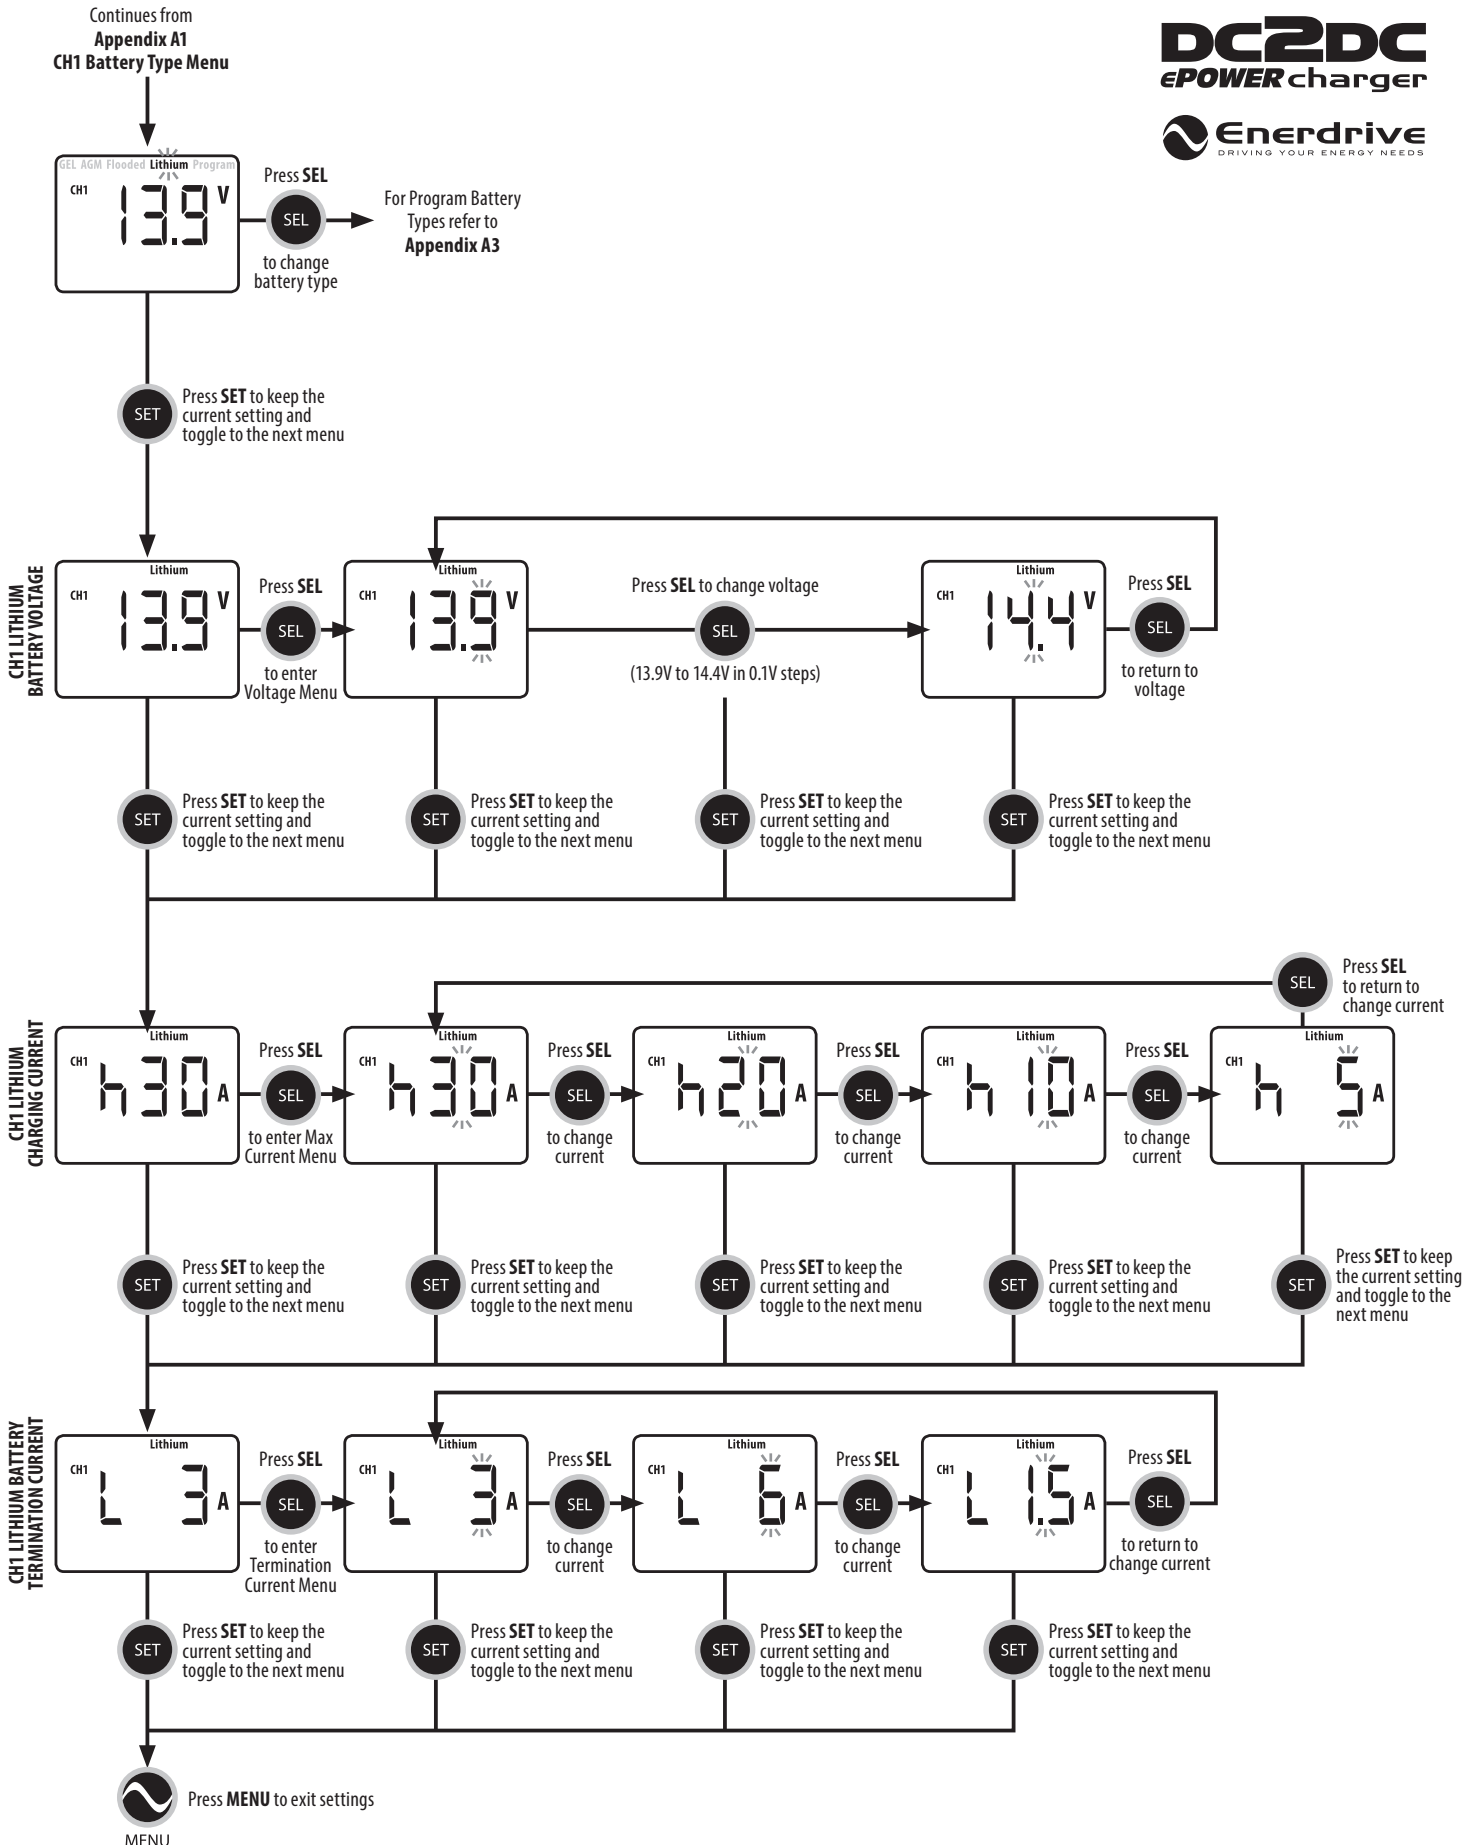 Continues from
Appendix A1
CH1 Battery Type Menu
DC2DC
ePOWER charger
Enerdrive
DRIVING YOUR ENERGY NEEDS
GEL AGM Flooded Lithium Program
CH1 13.9 V
Press SEL
SEL
to change
battery type
For Program Battery
Types refer to
Appendix A3
SET
Press SET to keep the
current setting and
toggle to the next menu
CH1 LITHIUM
BATTERY VOLTAGE
Lithium
CH1 13.9 V
Press SEL
SEL
to enter
Voltage Menu
Lithium
CH1 13.9 V
Press SEL to change voltage
SEL
(13.9V to 14.4V in 0.1V steps)
Lithium
CH1 14.4 V
Press SEL
SEL
to return to
voltage
SET
Press SET to keep the
current setting and
toggle to the next menu
SET
Press SET to keep the
current setting and
toggle to the next menu
SET
Press SET to keep the
current setting and
toggle to the next menu
SET
Press SET to keep the
current setting and
toggle to the next menu
SEL
Press SEL
to return to
change current
CH1 LITHIUM
CHARGING CURRENT
Lithium
CH1 h30 A
Press SEL
SEL
to enter Max
Current Menu
Lithium
CH1 h30 A
Press SEL
SEL
to change
current
Lithium
CH1 h20 A
Press SEL
SEL
to change
current
Lithium
CH1 h 10 A
Press SEL
SEL
to change
current
Lithium
CH1 h 5 A
SET
Press SET to keep the
current setting and
toggle to the next menu
SET
Press SET to keep the
current setting and
toggle to the next menu
SET
Press SET to keep the
current setting and
toggle to the next menu
SET
Press SET to keep the
current setting and
toggle to the next menu
SET
Press SET to keep
the current setting
and toggle to the
next menu
CH1 LITHIUM BATTERY
TERMINATION CURRENT
Lithium
CH1 L 3 A
Press SEL
SEL
to enter
Termination
Current Menu
Lithium
CH1 L 3 A
Press SEL
SEL
to change
current
Lithium
CH1 L 6 A
Press SEL
SEL
to change
current
Lithium
CH1 L 1.5 A
Press SEL
SEL
to return to
change current
SET
Press SET to keep the
current setting and
toggle to the next menu
SET
Press SET to keep the
current setting and
toggle to the next menu
SET
Press SET to keep the
current setting and
toggle to the next menu
SET
Press SET to keep the
current setting and
toggle to the next menu
Press MENU to exit settings
MENU